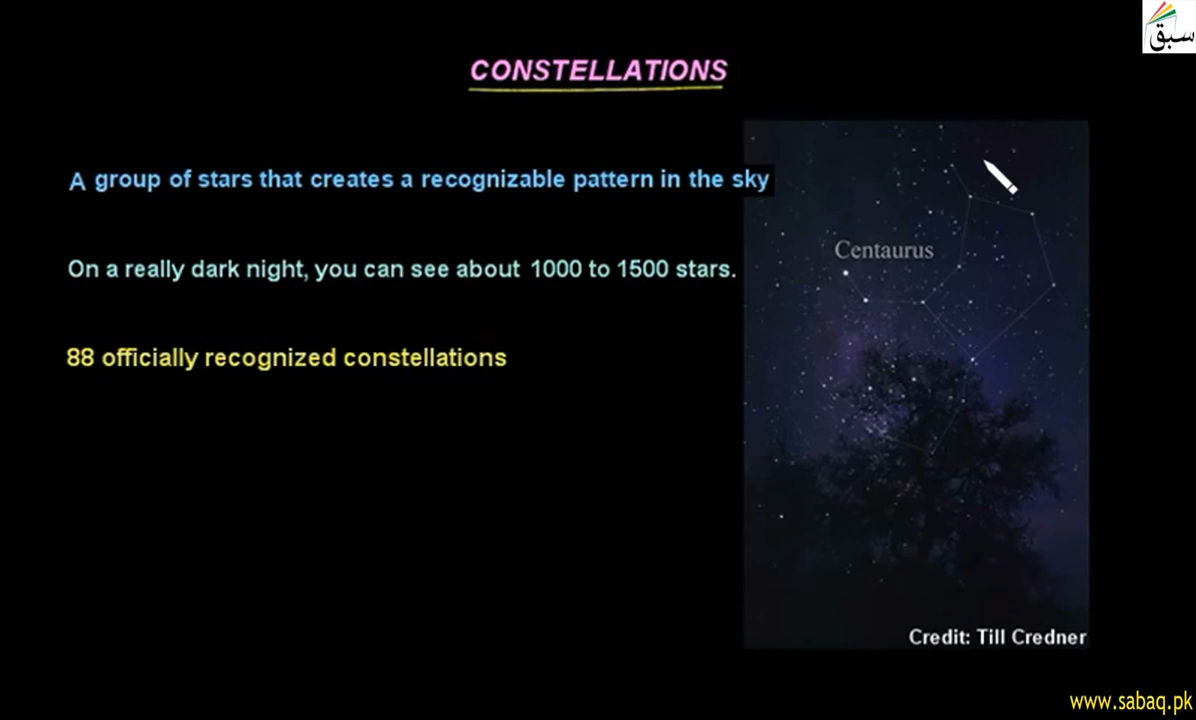 سبق
CONSTELLATIONS
A group of stars that creates a recognizable pattern in the sky
On a really dark night, you can see about 1000 to 1500 stars.
Centaurus
88 officially recognized constellations
Credit: Till Credner
www.sabaq.pk